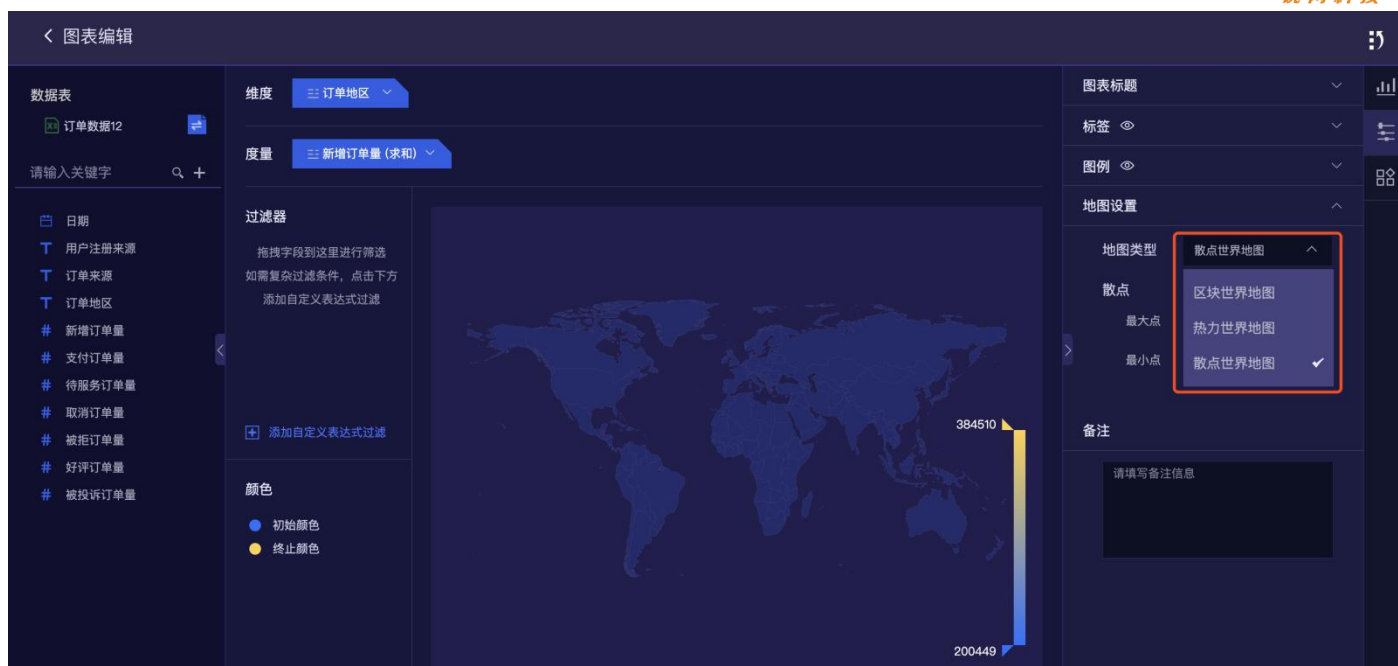 图表编辑
数据表
订单数据12
请输入关键字
日期
用户注册来源
订单来源
订单地区
新增订单量
支付订单量
待服务订单量
取消订单量
被拒订单量
好评订单量
被投诉订单量
维度
订单地区
度量
新增订单量 (求和)
过滤器
拖拽字段到这里进行筛选
如需复杂过滤条件，点击下方
添加自定义表达式过滤
添加自定义表达式过滤
颜色
初始颜色
终止颜色
384510
200449
图表标题
标签
图例
地图设置
地图类型
散点世界地图
区块世界地图
热力世界地图
散点世界地图
散点
最大点
最小点
备注
请填写备注信息